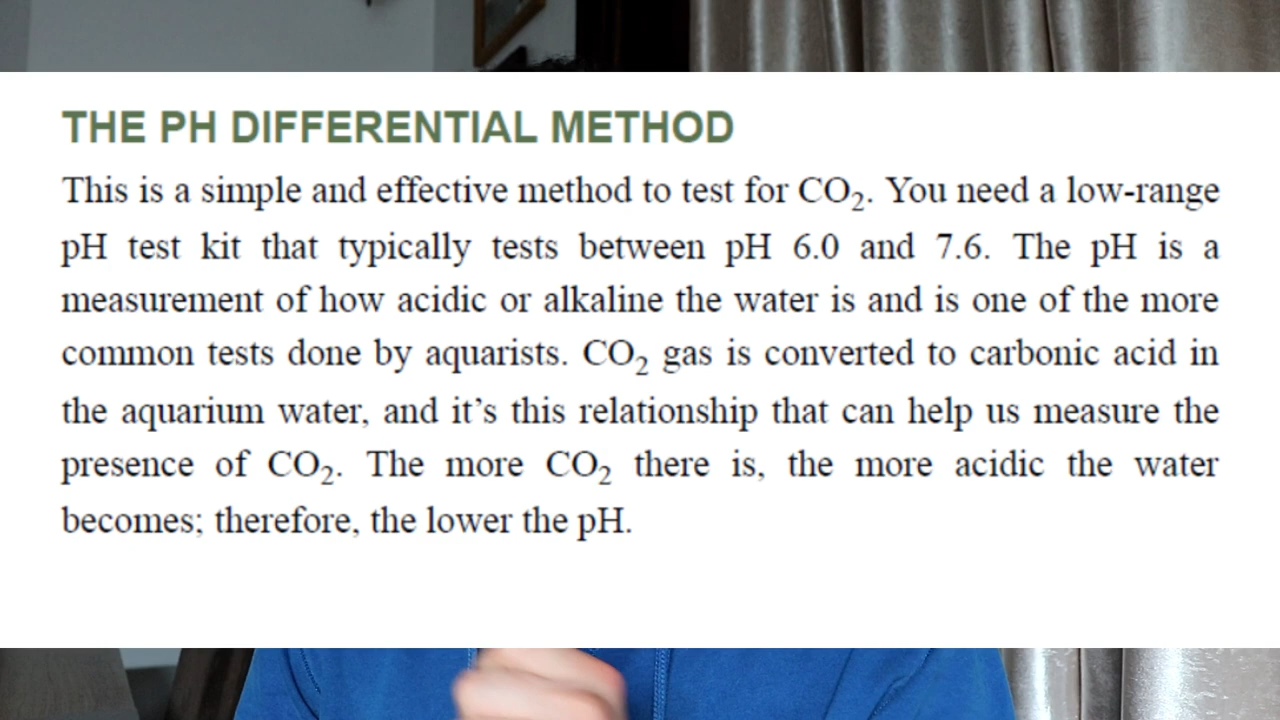 THE PH DIFFERENTIAL METHOD
This is a simple and effective method to test for CO₂. You need a low-range
pH test kit that typically tests between pH 6.0 and 7.6. The pH is a
measurement of how acidic or alkaline the water is and is one of the more
common tests done by aquarists. CO₂ gas is converted to carbonic acid in
the aquarium water, and it’s this relationship that can help us measure the
presence of CO₂. The more CO₂ there is, the more acidic the water
becomes; therefore, the lower the pH.